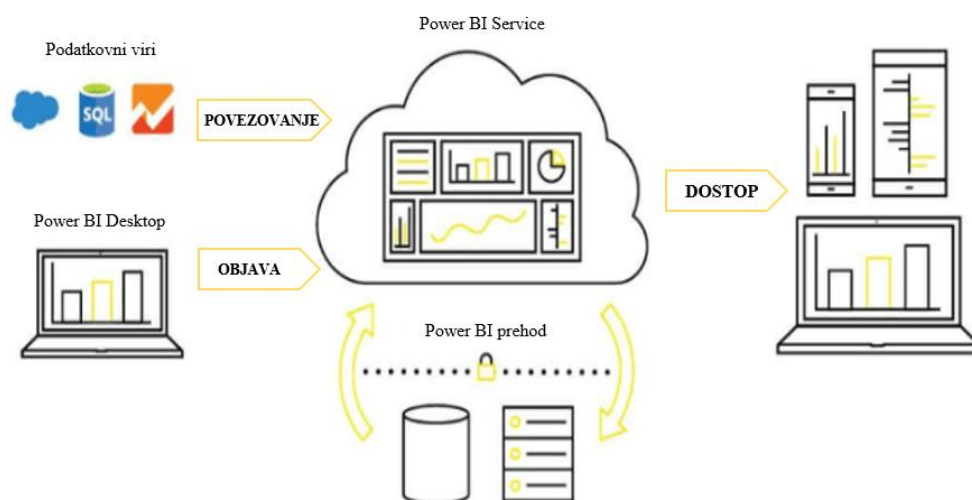 Power BI Service
Podatkovni viri
SQL
POVEZOVANJE
DOSTOP
Power BI Desktop
OBJAVA
Power BI prehod